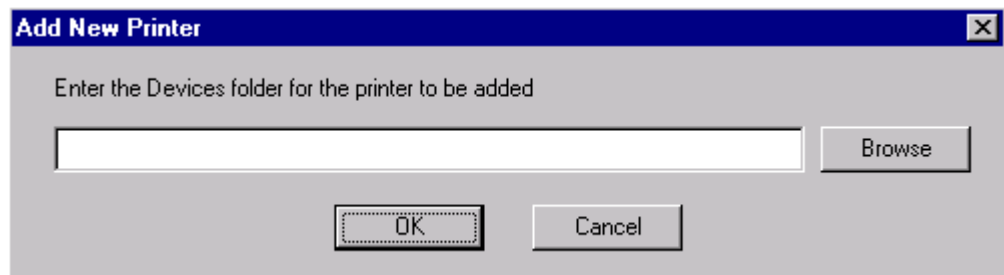 Add New Printer
Enter the Devices folder for the printer to be added
Browse
OK
Cancel